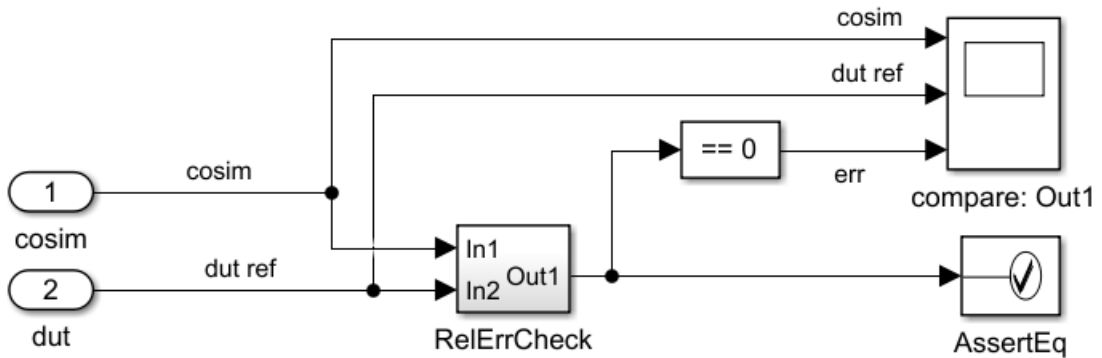 cosim
dut ref
== 0
err
compare: Out1
cosim
1
cosim
dut ref
2
dut
In1
In2
Out1
RelErrCheck
AssertEq